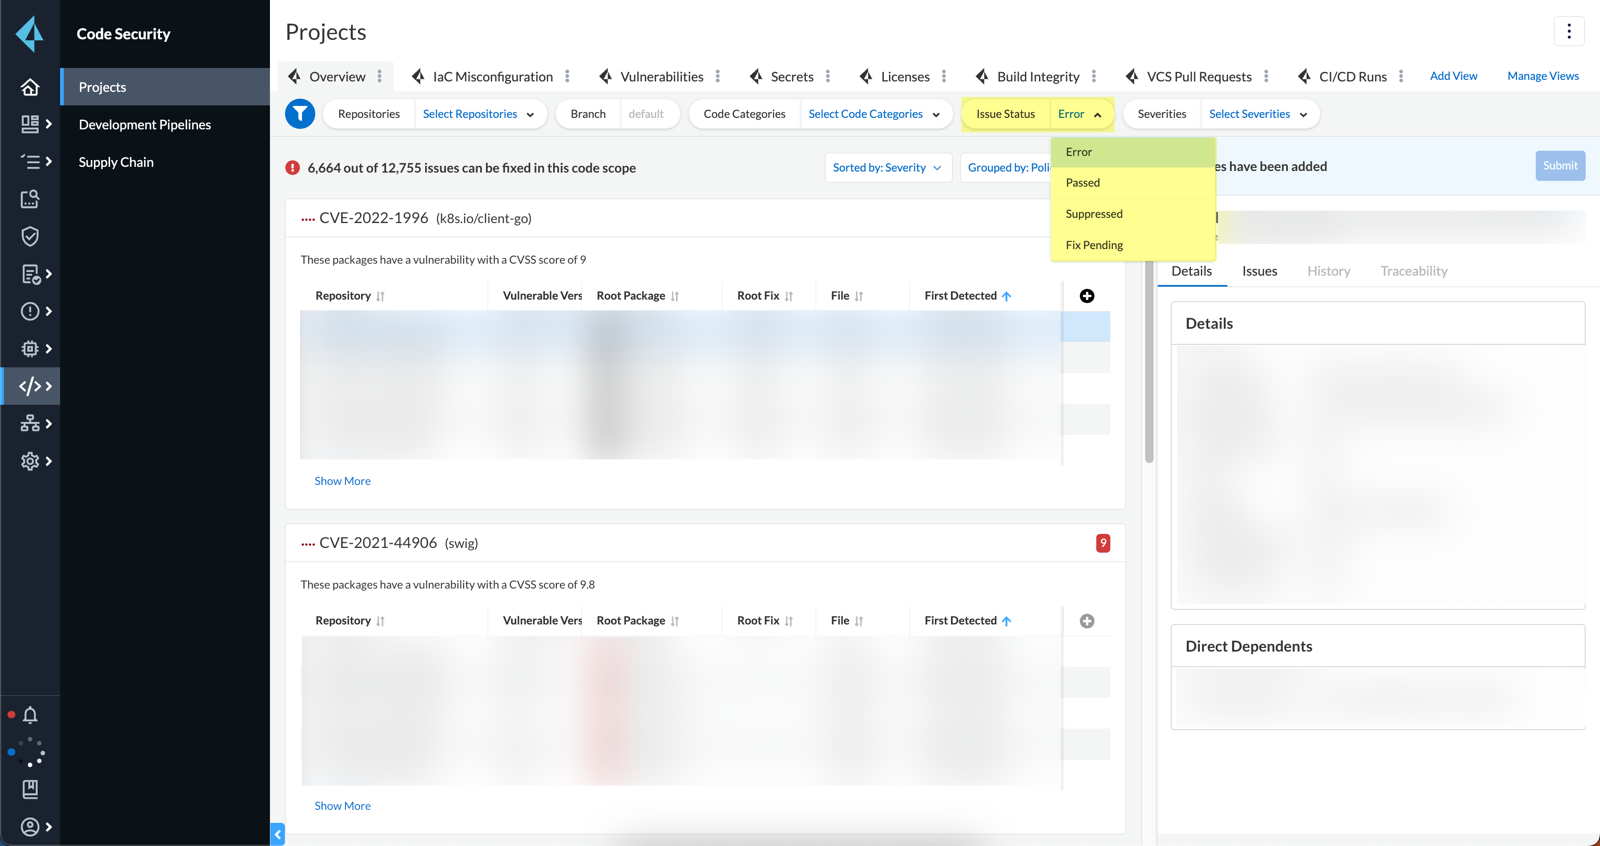 Code Security
Projects
Development Pipelines
Supply Chain
Projects
Overview IaC Misconfiguration Vulnerabilities Secrets Licenses Build Integrity VCS Pull Requests CI/CD Runs Add View Manage Views
Repositories Select Repositories Branch default Code Categories Select Code Categories Issue Status Error Severities Select Severities
Error
Passed
Suppressed
Fix Pending
6,664 out of 12,755 issues can be fixed in this code scope Sorted by: Severity Grouped by: Poli es have been added Submit
CVE-2022-1996 (k8s.io/client-go)
These packages have a vulnerability with a CVSS score of 9
Repository Vulnerable Vers Root Package Root Fix File First Detected
Show More
CVE-2021-44906 (swig) 9
These packages have a vulnerability with a CVSS score of 9.8
Repository Vulnerable Vers Root Package Root Fix File First Detected
Show More
Details Issues History Traceability
Details
Direct Dependents